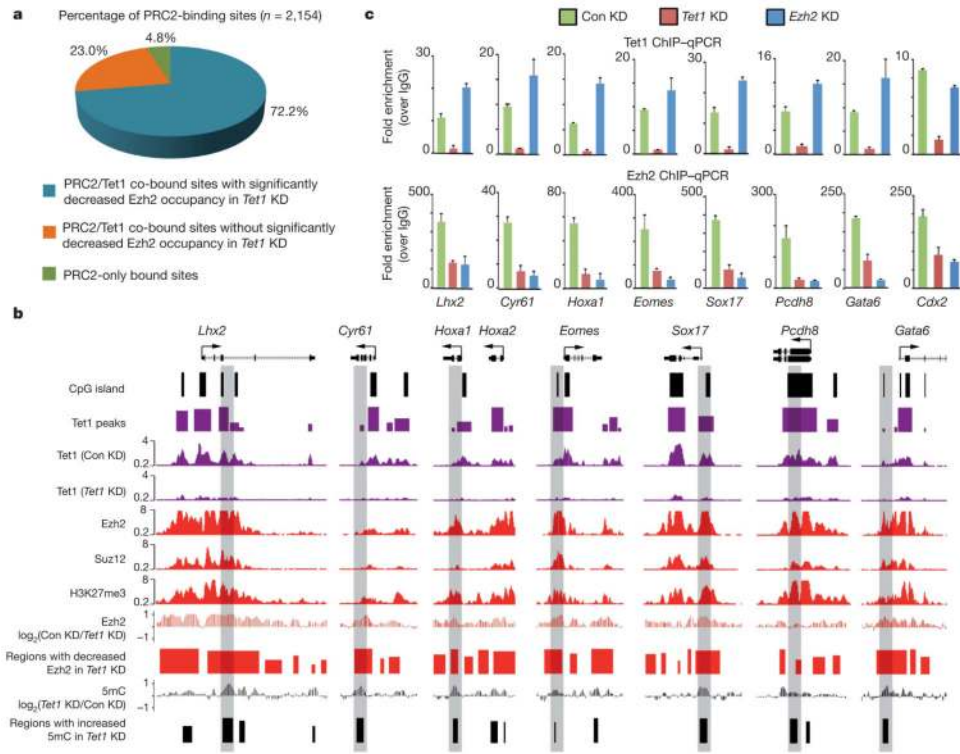 a
Percentage of PRC2-binding sites (n = 2,154)
4.8%
23.0%
72.2%
PRC2/Tet1 co-bound sites with significantly
decreased Ezh2 occupancy in Tet1 KD
PRC2/Tet1 co-bound sites without significantly
decreased Ezh2 occupancy in Tet1 KD
PRC2-only bound sites
c
Con KD Tet1 KD Ezh2 KD
Tet1 ChIP–qPCR
Fold enrichment
(over IgG)
30 20 20 20 20 16 20 10
0 0 0 0 0 0 0 0
Ezh2 ChIP–qPCR
Fold enrichment
(over IgG)
500 40 30 400 500 300 250 250
0 0 0 0 0 0 0 0
Lhx2 Cyr61 Hoxa1 Eomes Sox17 Pcdh8 Gata6 Cdx2
b
Lhx2 Cyr61 Hoxa1 Hoxa2 Eomes Sox17 Pcdh8 Gata6
CpG island
Tet1 peaks
4
Tet1 (Con KD)
0.2
4
Tet1 (Tet1 KD)
0.2
8
Ezh2
0.2
8
Suz12
0.2
8
H3K27me3
0.2
Ezh2 1
log2(Con KD/Tet1 KD) −1
Regions with decreased
Ezh2 in Tet1 KD
5mC 1
log2(Tet1 KD/Con KD) −1
Regions with increased
5mC in Tet1 KD